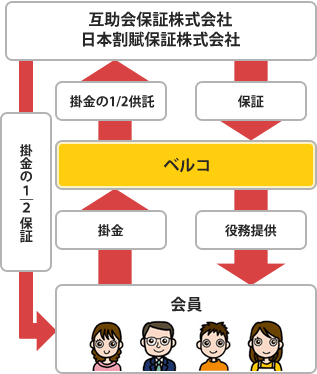 互助会保証株式会社
日本割賦保証株式会社
掛金の1/2供託
保証
掛金の1/2保証
ベルコ
掛金
役務提供
会員